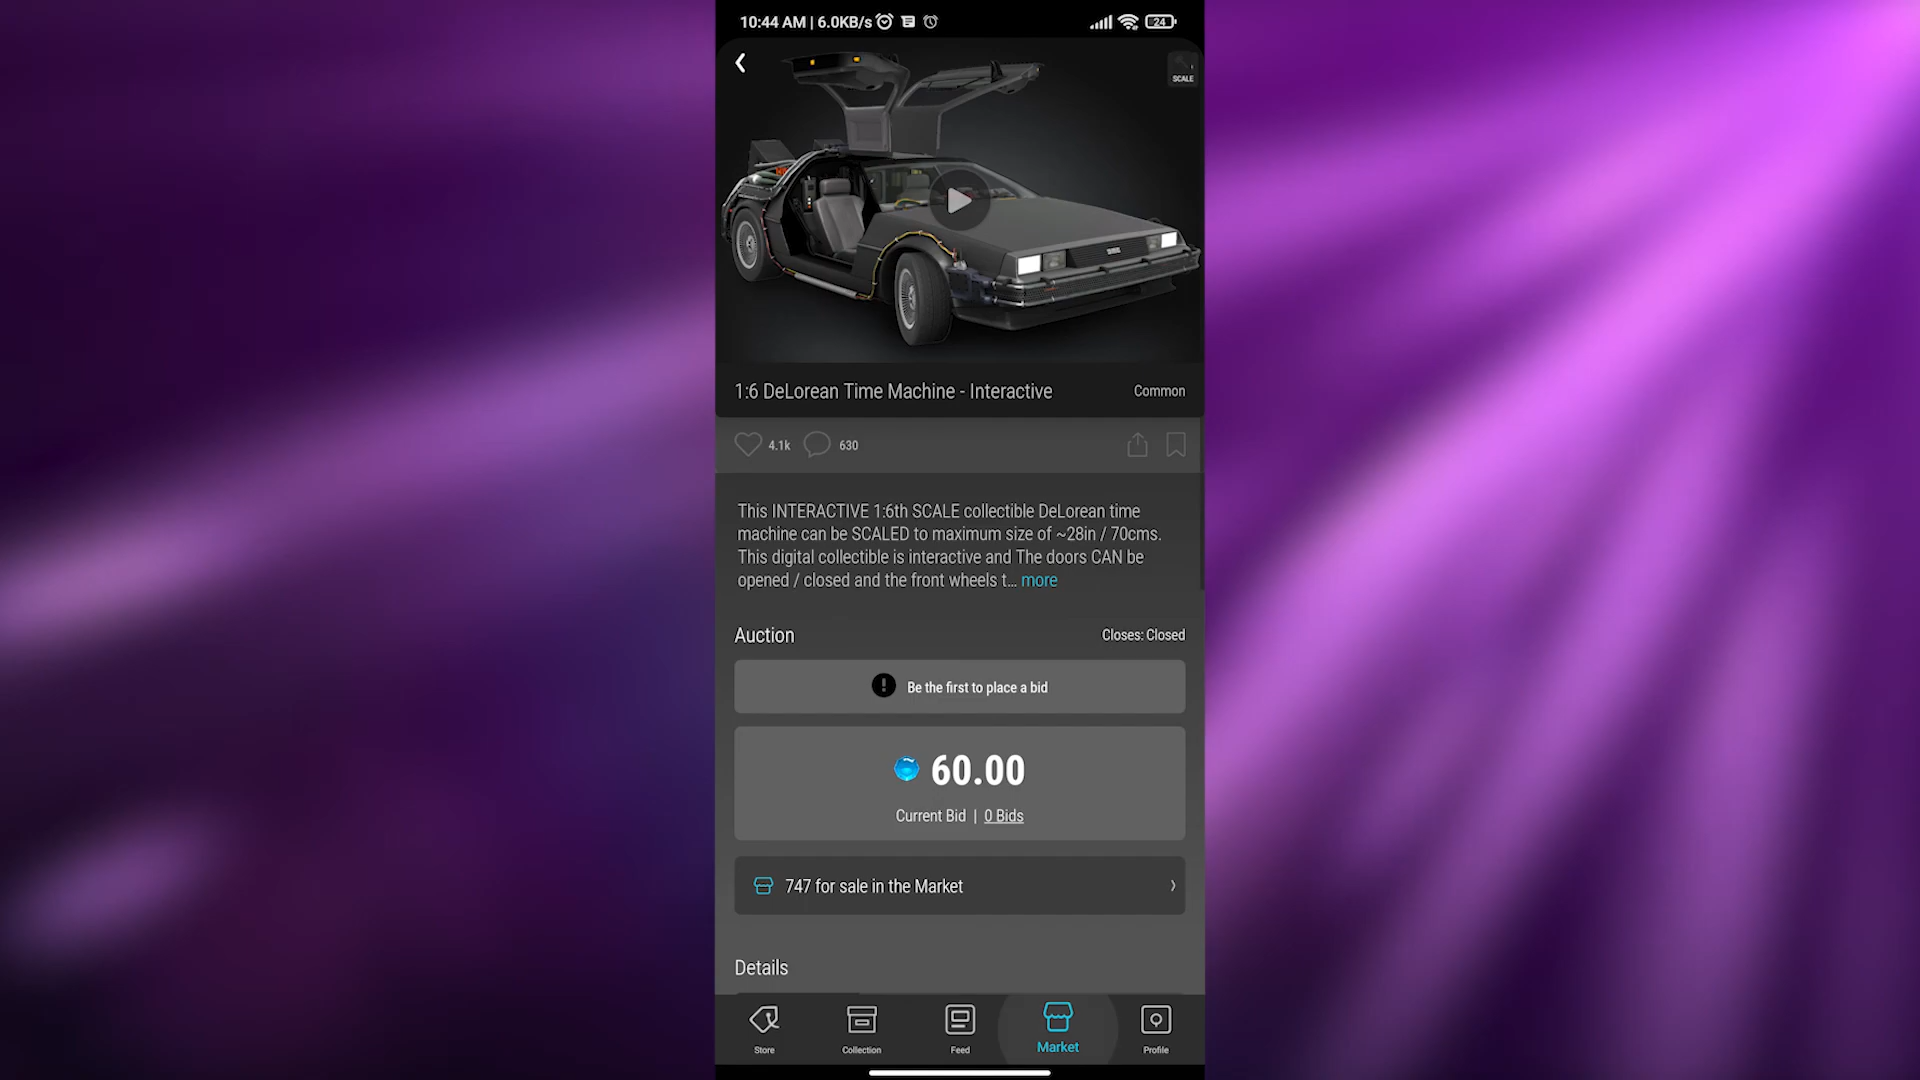 10:44 AM | 6.0KB/s
24
SCALE
1:6 DeLorean Time Machine - Interactive
Common
4.1k
630
This INTERACTIVE 1:6th SCALE collectible DeLorean time
machine can be SCALED to maximum size of ~28in / 70cms.
This digital collectible is interactive and The doors CAN be
opened / closed and the front wheels t... more
Auction
Closes: Closed
Be the first to place a bid
60.00
Current Bid | 0 Bids
747 for sale in the Market
Details
Store
Collection
Feed
Market
Profile